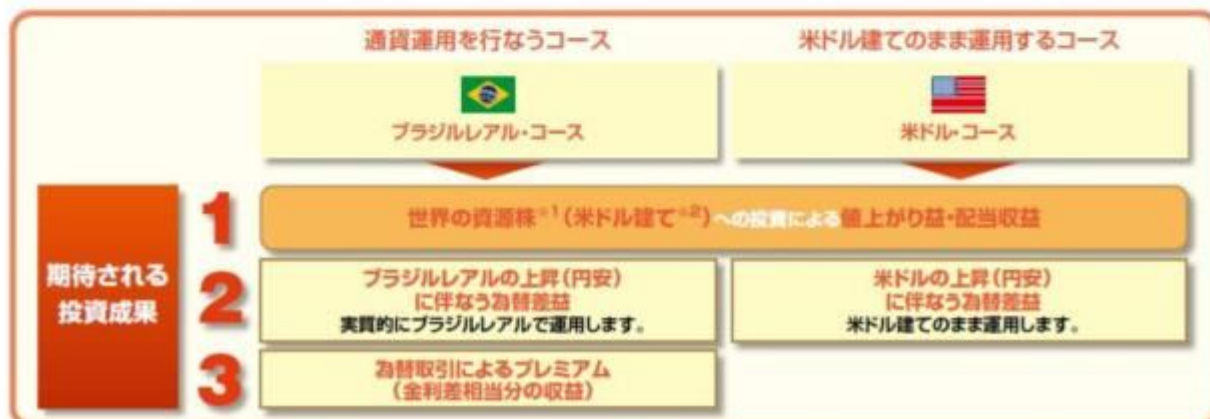 通貨運用を行なうコース
米ドル建てのまま運用するコース
ブラジルレアル・コース
米ドル・コース
期待される
投資成果
1
世界の資源株※1(米ドル建て※2)への投資による値上がり益・配当収益
2
ブラジルレアルの上昇(円安)
に伴なう為替差益
実質的にブラジルレアルで運用します。
米ドルの上昇(円安)
に伴なう為替差益
米ドル建てのまま運用します。
3
為替取引によるプレミアム
(金利差相当分の収益)